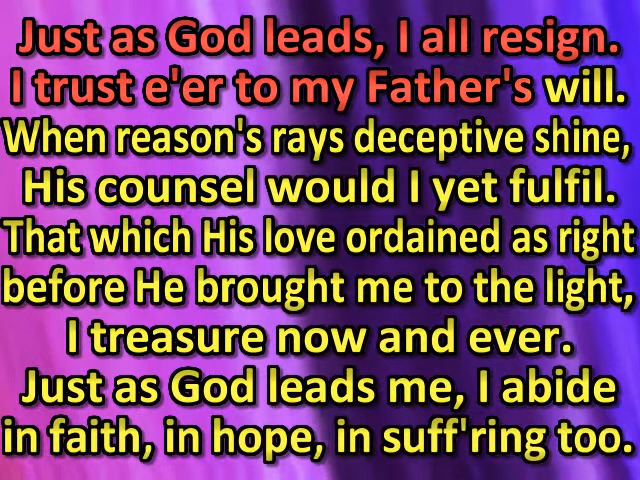 Just as God leads, I all resign.
I trust e'er to my Father's will.
When reason's rays deceptive shine,
His counsel would I yet fulfil.
That which His love ordained as right
before He brought me to the light,
I treasure now and ever.
Just as God leads me, I abide
in faith, in hope, in suff'ring too.